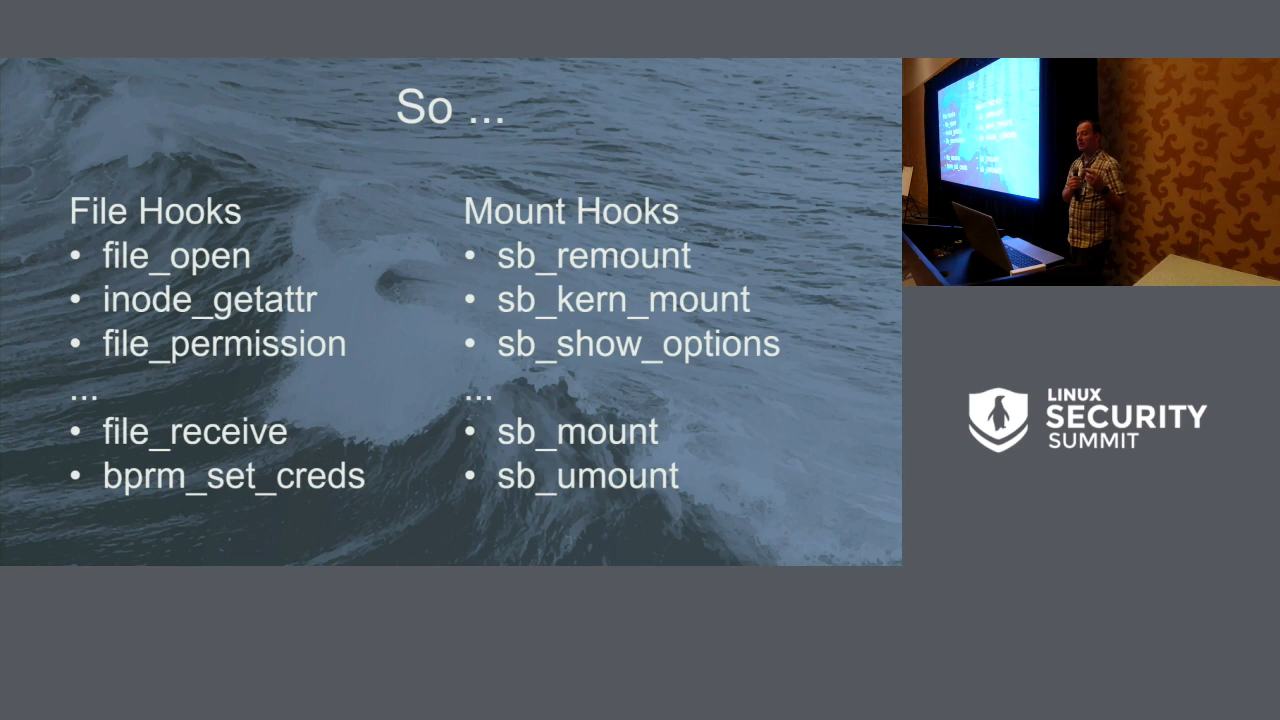 So ...
File Hooks
• file_open
• inode_getattr
• file_permission
...
• file_receive
• bprm_set_creds
Mount Hooks
• sb_remount
• sb_kern_mount
• sb_show_options
...
• sb_mount
• sb_umount
LINUX
SECURITY
SUMMIT